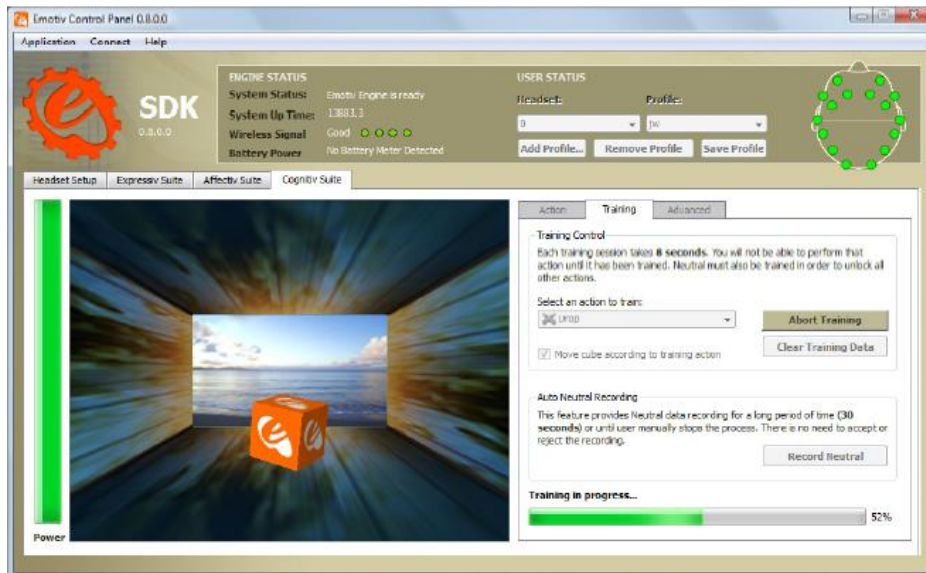 Emotiv Control Panel 0.8.0.0
Application Connect Help
SDK
0.8.0.0
ENGINE STATUS
System Status: Emotiv Engine is ready
System Up Time: 13883.3
Wireless Signal Good
Battery Power No Battery Meter Detected
USER STATUS
Headset: Profile:
0 jw
Add Profile... Remove Profile Save Profile
Headset Setup Expressiv Suite Affectiv Suite Cognitiv Suite
Power
Action Training Advanced
Training Control
Each training session takes 8 seconds. You will not be able to perform that
action until it has been trained. Neutral must also be trained in order to unlock all
other actions.
Select an action to train:
Drop
Abort Training
Move cube according to training action
Clear Training Data
Auto Neutral Recording
This feature provides Neutral data recording for a long period of time (30
seconds) or until user manually stops the process. There is no need to accept or
reject the recording.
Record Neutral
Training in progress...
52%